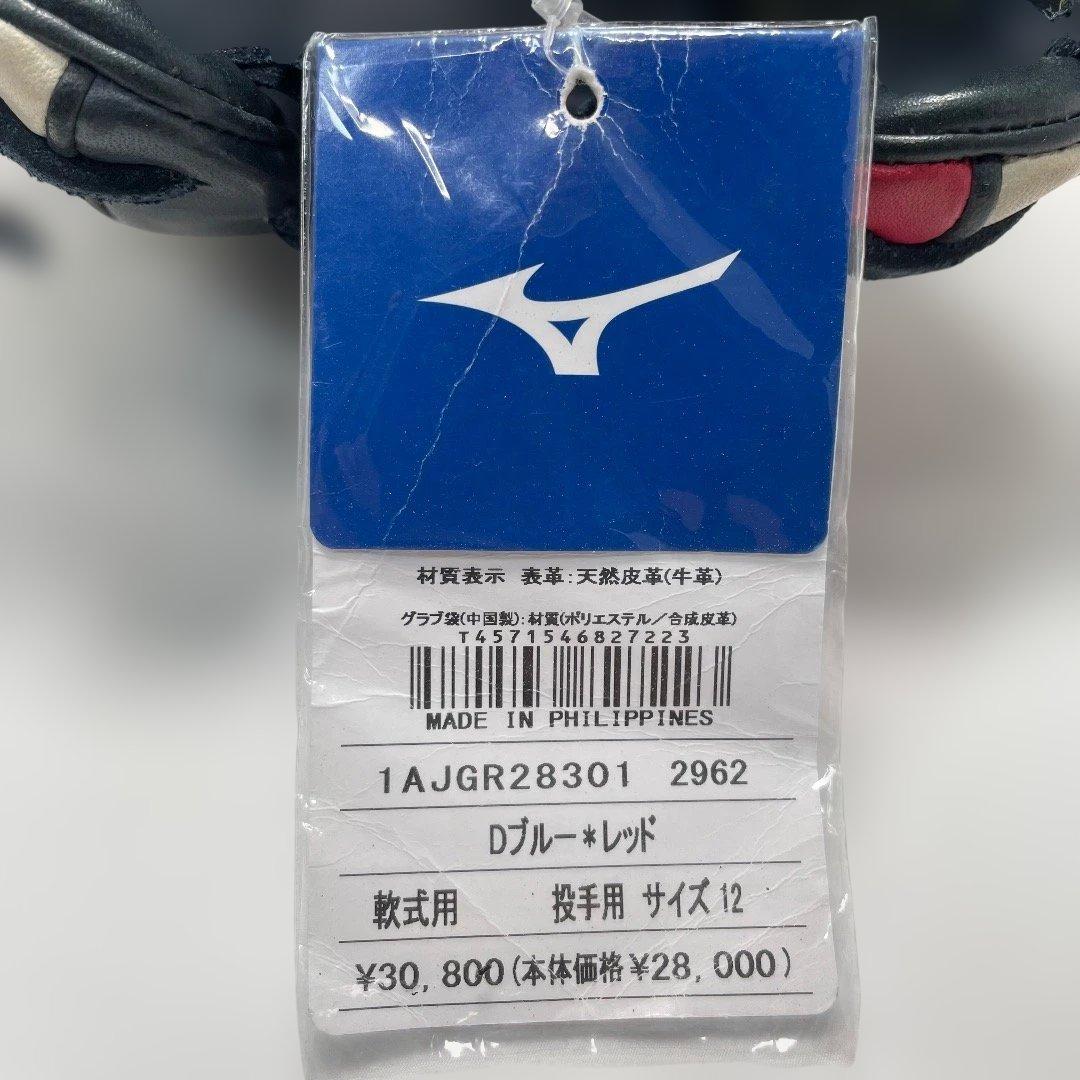 材質表示 表革:天然皮革(牛革)
グラブ袋(中国製):材質(ポリエステル/合成皮革)
T4571546827223
MADE IN PHILIPPINES
1AJGR28301 2962
Dブルー*レッド
軟式用 投手用 サイズ12
¥30,800(本体価格¥28,000)